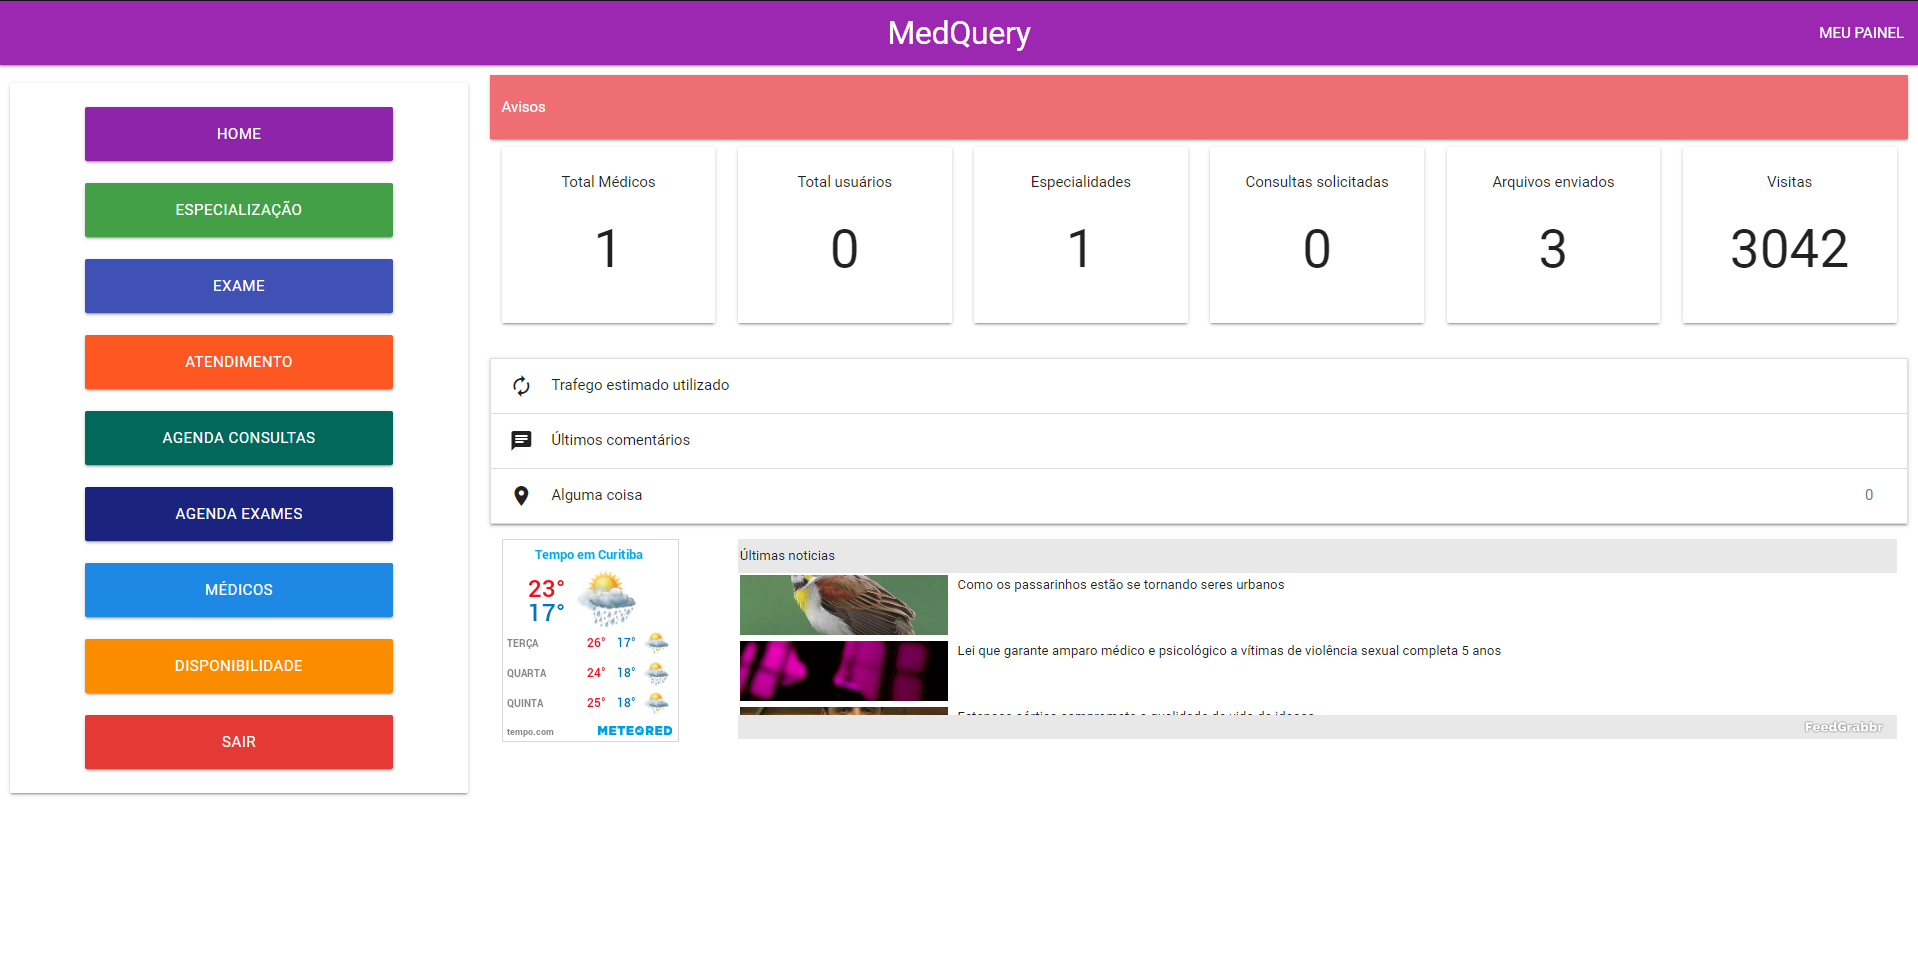 MedQuery
MEU PAINEL
HOME
ESPECIALIZAÇÃO
EXAME
ATENDIMENTO
AGENDA CONSULTAS
AGENDA EXAMES
MÉDICOS
DISPONIBILIDADE
SAIR
Avisos
Total Médicos
1
Total usuários
0
Especialidades
1
Consultas solicitadas
0
Arquivos enviados
3
Visitas
3042
Trafego estimado utilizado
Últimos comentários
Alguma coisa 0
Tempo em Curitiba
23°
17°
TERÇA 26° 17°
QUARTA 24° 18°
QUINTA 25° 18°
tempo.com METEORED
Últimas noticias
Como os passarinhos estão se tornando seres urbanos
Lei que garante amparo médico e psicológico a vítimas de violência sexual completa 5 anos
FeedGrabbr